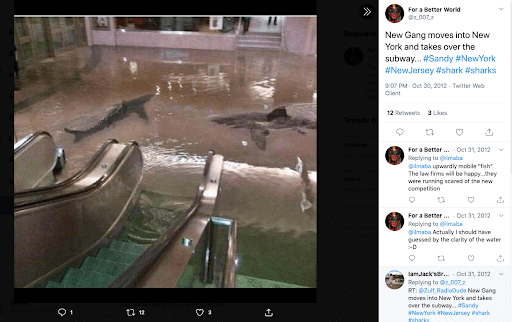 For a Better World
@z_007_z
New Gang moves into New
York and takes over the
subway... #Sandy #NewYork
#NewJersey #shark #sharks
9:07 PM · Oct 30, 2012 · Twitter Web
Client
12 Retweets 3 Likes
For a Better ... · Oct 31, 2012
Replying to @ilmaba
@ilmaba upwardly mobile "fish".
The law firms will be happy...they
were running scared of the new
competition
For a Better ... · Oct 31, 2012
Replying to @ilmaba
@ilmaba Actually I should have
guessed by the clarity of the water
:-D
IamJack'sBr... · Oct 31, 2012
Replying to @z_007_z
RT: @Zulf_RadioDude New Gang
moves into New York and takes
over the subway... #Sandy
#NewYork #NewJersey #shark
#sharks
1 12 3